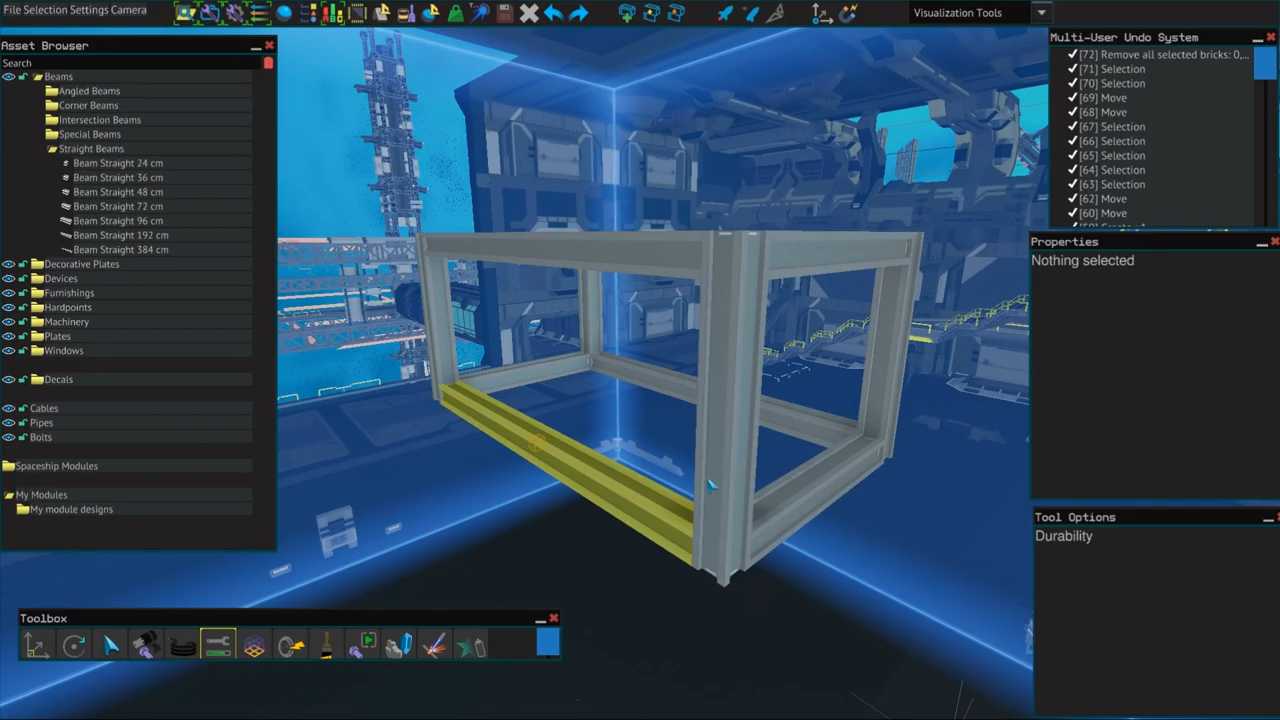 File Selection Settings Camera
Visualization Tools
Asset Browser
Search
Beams
Angled Beams
Corner Beams
Intersection Beams
Special Beams
Straight Beams
Beam Straight 24 cm
Beam Straight 36 cm
Beam Straight 48 cm
Beam Straight 72 cm
Beam Straight 96 cm
Beam Straight 192 cm
Beam Straight 384 cm
Decorative Plates
Devices
Furnishings
Hardpoints
Machinery
Plates
Windows
Decals
Cables
Pipes
Bolts
Spaceship Modules
My Modules
My module designs
Toolbox
Multi-User Undo System
[72] Remove all selected bricks: 0,...
[71] Selection
[70] Selection
[69] Move
[68] Move
[67] Selection
[66] Selection
[65] Selection
[64] Selection
[63] Selection
[62] Move
[60] Move
Properties
Nothing selected
Tool Options
Durability